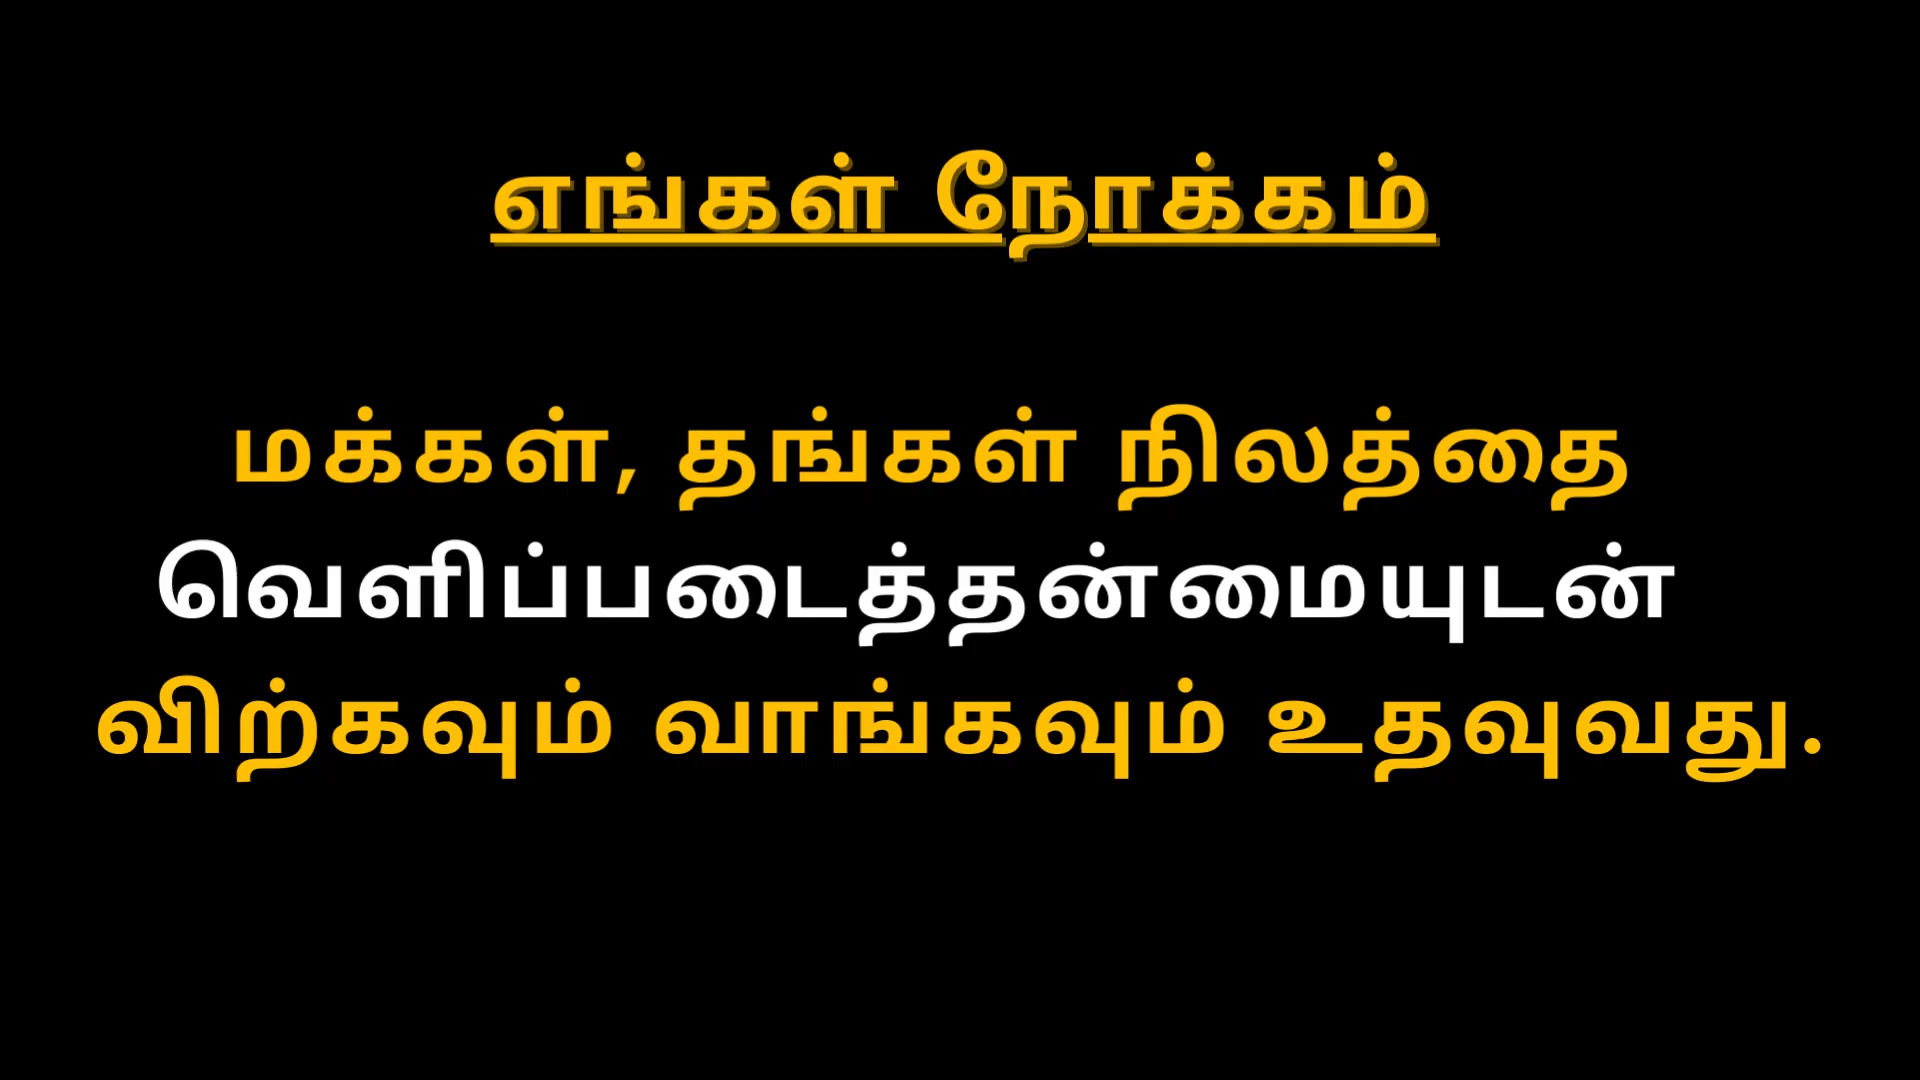 எங்கள் நோக்கம்
மக்கள், தங்கள் நிலத்தை
வெளிப்படைத்தன்மையுடன்
விற்கவும் வாங்கவும் உதவுவது.